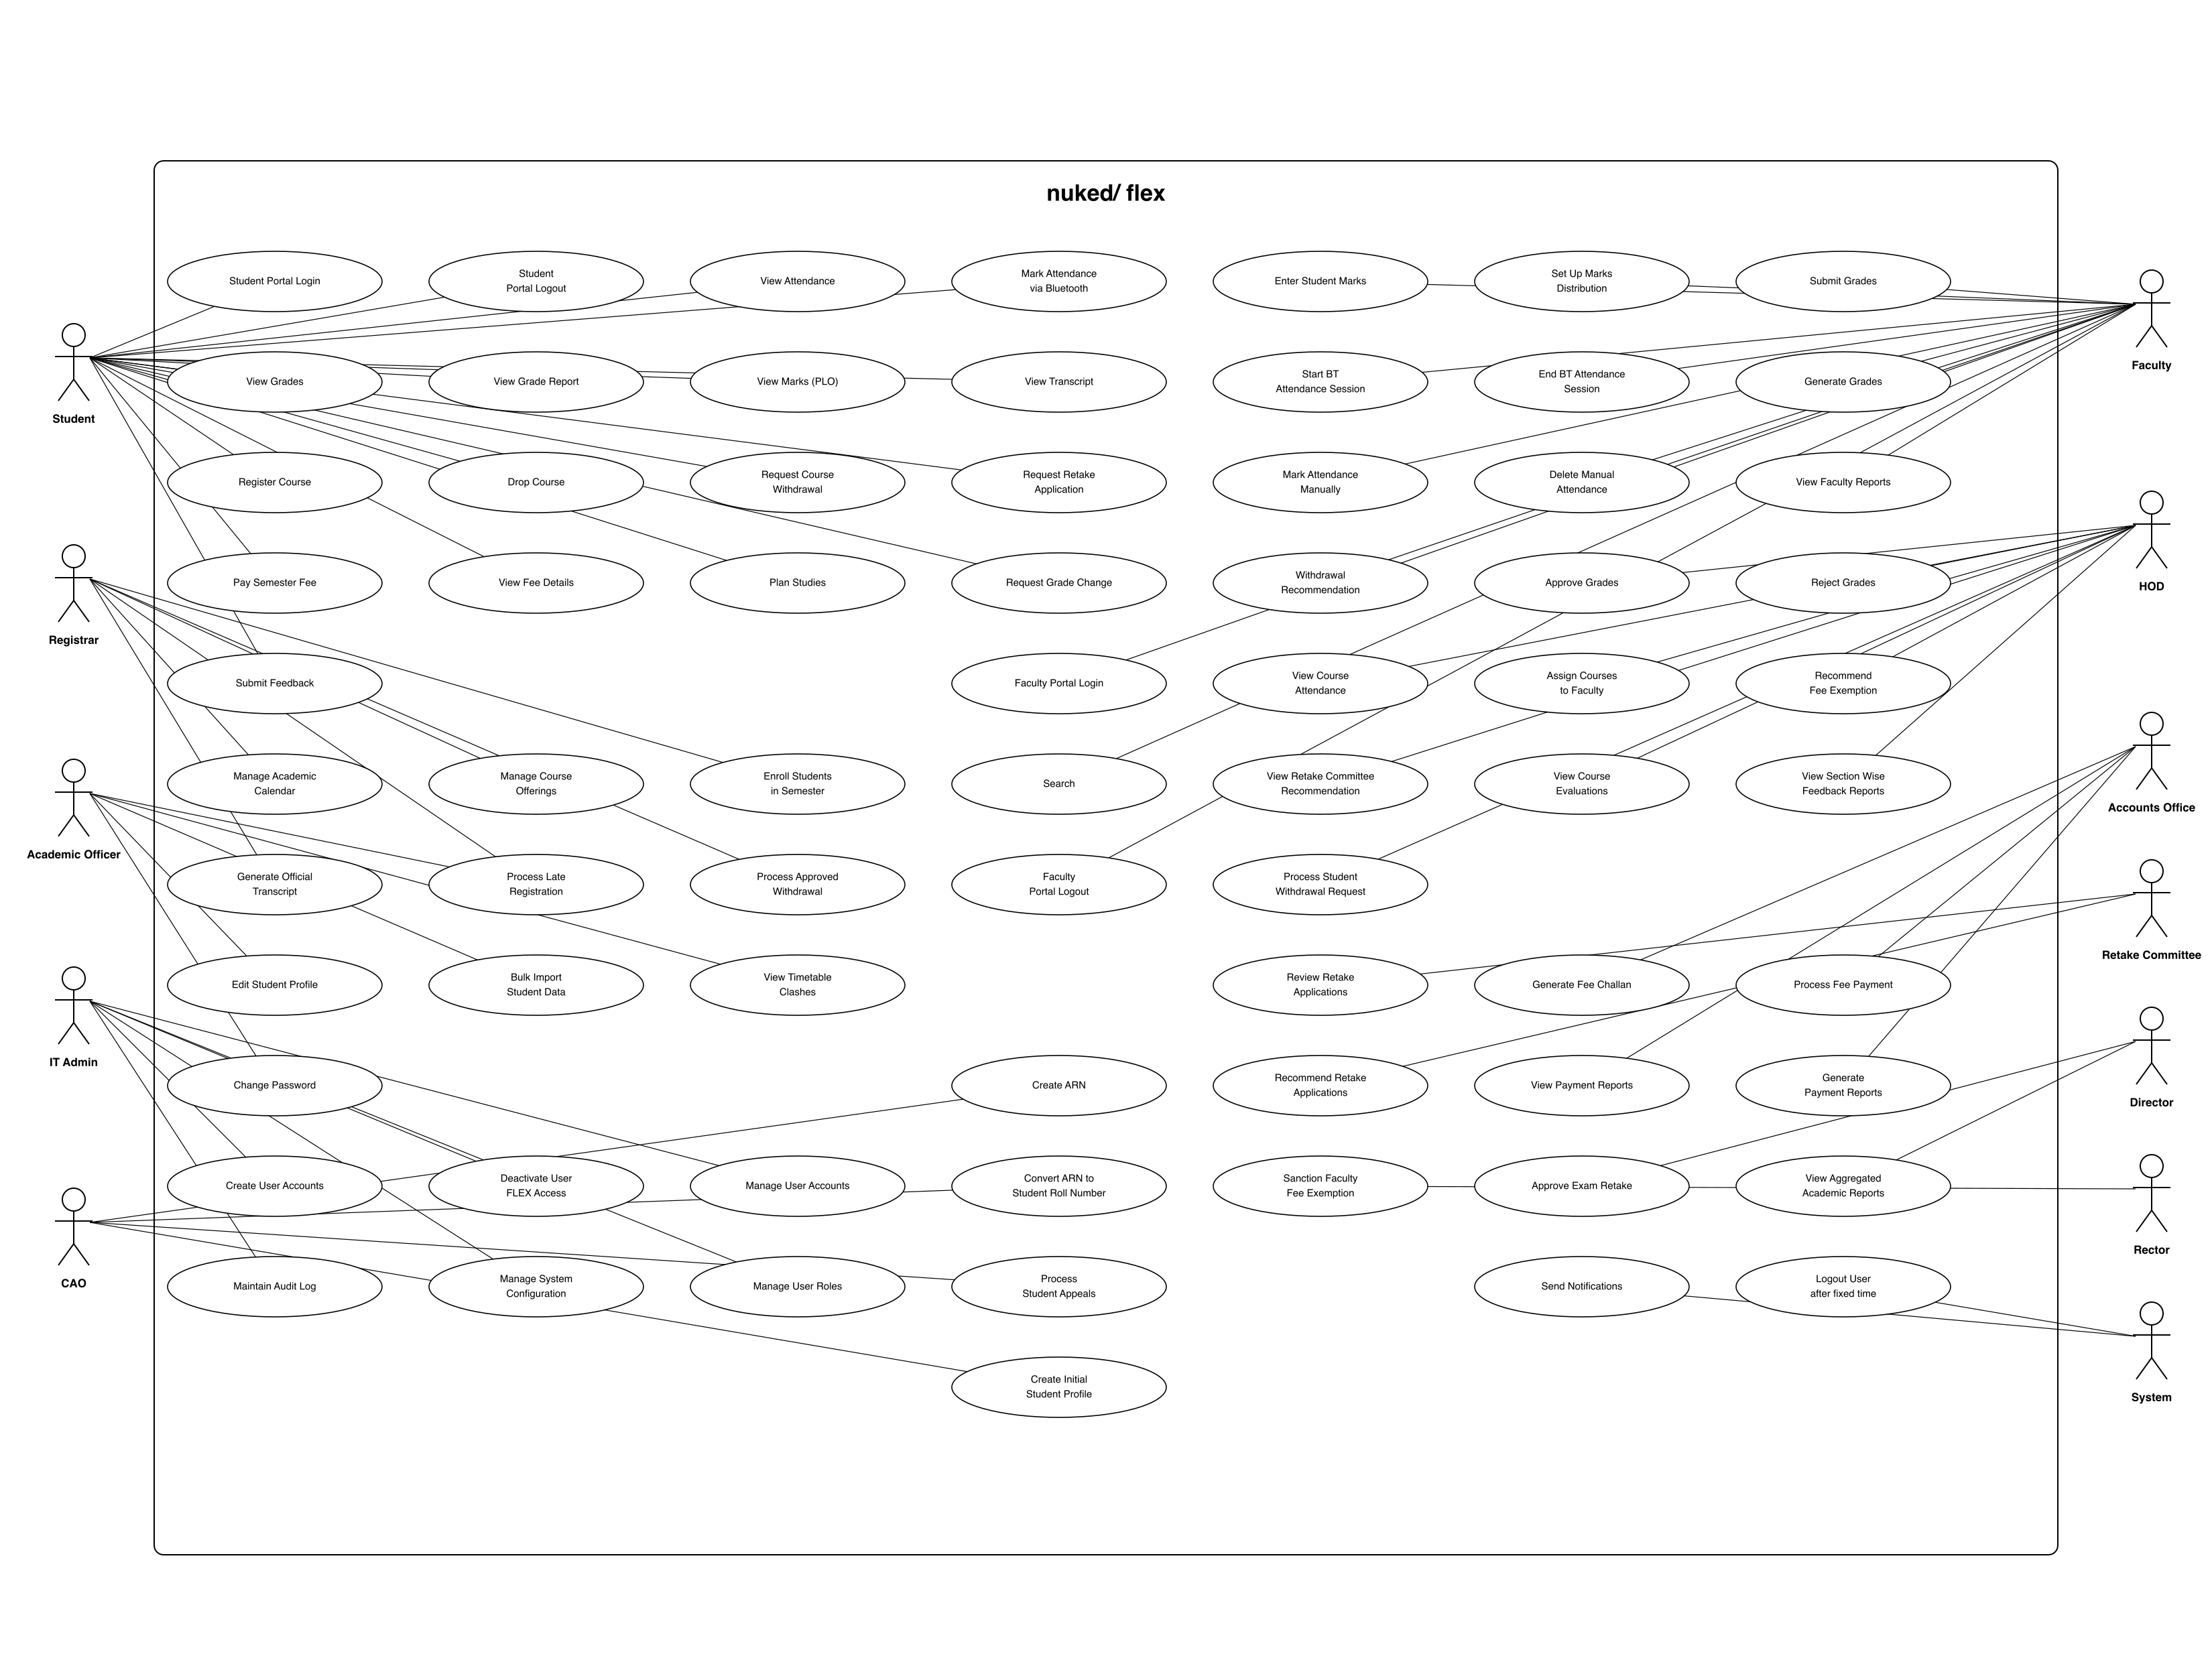 nuked/ flex
Student Portal Login
Student
Portal Logout
View Attendance
Mark Attendance
via Bluetooth
Enter Student Marks
Set Up Marks
Distribution
Submit Grades
Faculty
Student
View Grades
View Grade Report
View Marks (PLO)
View Transcript
Start BT
Attendance Session
End BT Attendance
Session
Generate Grades
Register Course
Drop Course
Request Course
Withdrawal
Request Retake
Application
Mark Attendance
Manually
Delete Manual
Attendance
View Faculty Reports
HOD
Registrar
Pay Semester Fee
View Fee Details
Plan Studies
Request Grade Change
Withdrawal
Recommendation
Approve Grades
Reject Grades
Submit Feedback
Faculty Portal Login
View Course
Attendance
Assign Courses
to Faculty
Recommend
Fee Exemption
Accounts Office
Academic Officer
Manage Academic
Calendar
Manage Course
Offerings
Enroll Students
in Semester
Search
View Retake Committee
Recommendation
View Course
Evaluations
View Section Wise
Feedback Reports
Generate Official
Transcript
Process Late
Registration
Process Approved
Withdrawal
Faculty
Portal Logout
Process Student
Withdrawal Request
Retake Committee
Edit Student Profile
Bulk Import
Student Data
View Timetable
Clashes
Review Retake
Applications
Generate Fee Challan
Process Fee Payment
IT Admin
Change Password
Create ARN
Recommend Retake
Applications
View Payment Reports
Generate
Payment Reports
Director
Create User Accounts
Deactivate User
FLEX Access
Manage User Accounts
Convert ARN to
Student Roll Number
Sanction Faculty
Fee Exemption
Approve Exam Retake
View Aggregated
Academic Reports
Rector
CAO
Maintain Audit Log
Manage System
Configuration
Manage User Roles
Process
Student Appeals
Send Notifications
Logout User
after fixed time
System
Create Initial
Student Profile